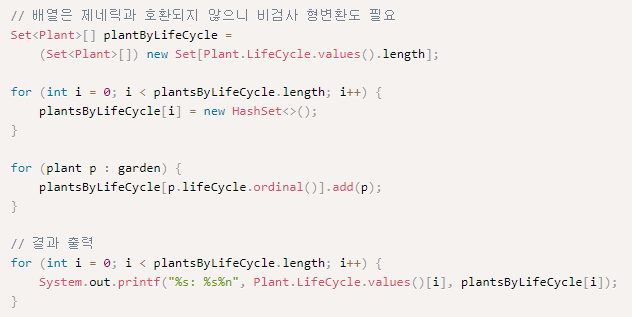 // 배열은 제네릭과 호환되지 않으니 비검사 형변환도 필요
Set<Plant>[] plantByLifeCycle =
    (Set<Plant>[]) new Set[Plant.LifeCycle.values().length];

for (int i = 0; i < plantsByLifeCycle.length; i++) {
    plantsByLifeCycle[i] = new HashSet<>();
}

for (plant p : garden) {
    plantsByLifeCycle[p.lifeCycle.ordinal()].add(p);
}

// 결과 출력
for (int i = 0; i < plantsByLifeCycle.length; i++) {
    System.out.printf("%s: %s%n", Plant.LifeCycle.values()[i], plantsByLifeCycle[i]);
}